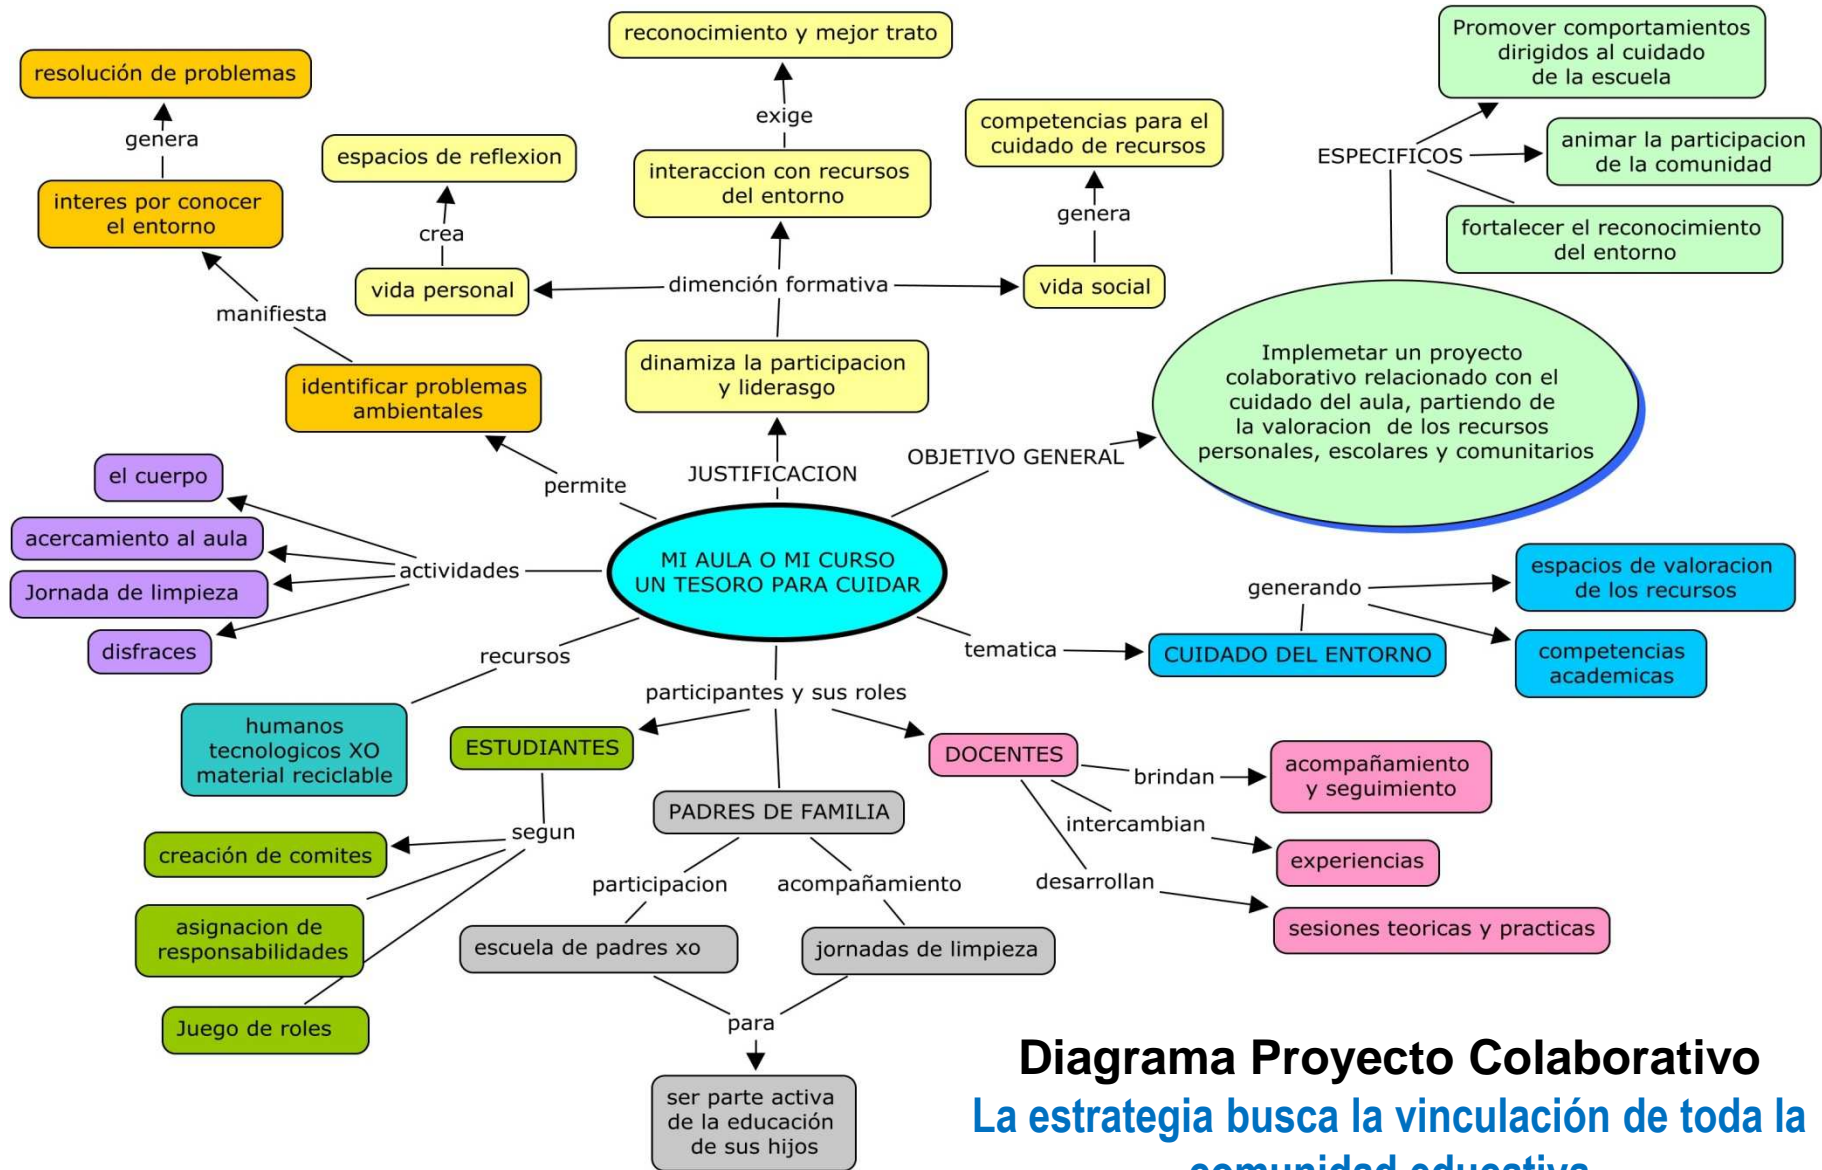 reconocimiento y mejor trato
Promover comportamientos
dirigidos al cuidado
de la escuela
resolución de problemas
exige
competencias para el
cuidado de recursos
genera
espacios de reflexion
ESPECIFICOS
animar la participacion
de la comunidad
interaccion con recursos
del entorno
interes por conocer
el entorno
genera
crea
fortalecer el reconocimiento
del entorno
vida personal
dimención formativa
vida social
manifiesta
dinamiza la participacion
y liderasgo
Implemetar un proyecto
colaborativo relacionado con el
cuidado del aula, partiendo de
la valoracion de los recursos
personales, escolares y comunitarios
identificar problemas
ambientales
OBJETIVO GENERAL
JUSTIFICACION
permite
el cuerpo
acercamiento al aula
Jornada de limpieza
disfraces
actividades
MI AULA O MI CURSO
UN TESORO PARA CUIDAR
generando
espacios de valoracion
de los recursos
tematica
CUIDADO DEL ENTORNO
competencias
academicas
recursos
participantes y sus roles
humanos
tecnologicos XO
material reciclable
ESTUDIANTES
DOCENTES
brindan
acompañamiento
y seguimiento
PADRES DE FAMILIA
segun
intercambian
creación de comites
experiencias
participacion
acompañamiento
desarrollan
asignacion de
responsabilidades
escuela de padres xo
jornadas de limpieza
sesiones teoricas y practicas
Juego de roles
para
ser parte activa
de la educación
de sus hijos
Diagrama Proyecto Colaborativo
La estrategia busca la vinculación de toda la
comunidad educativa